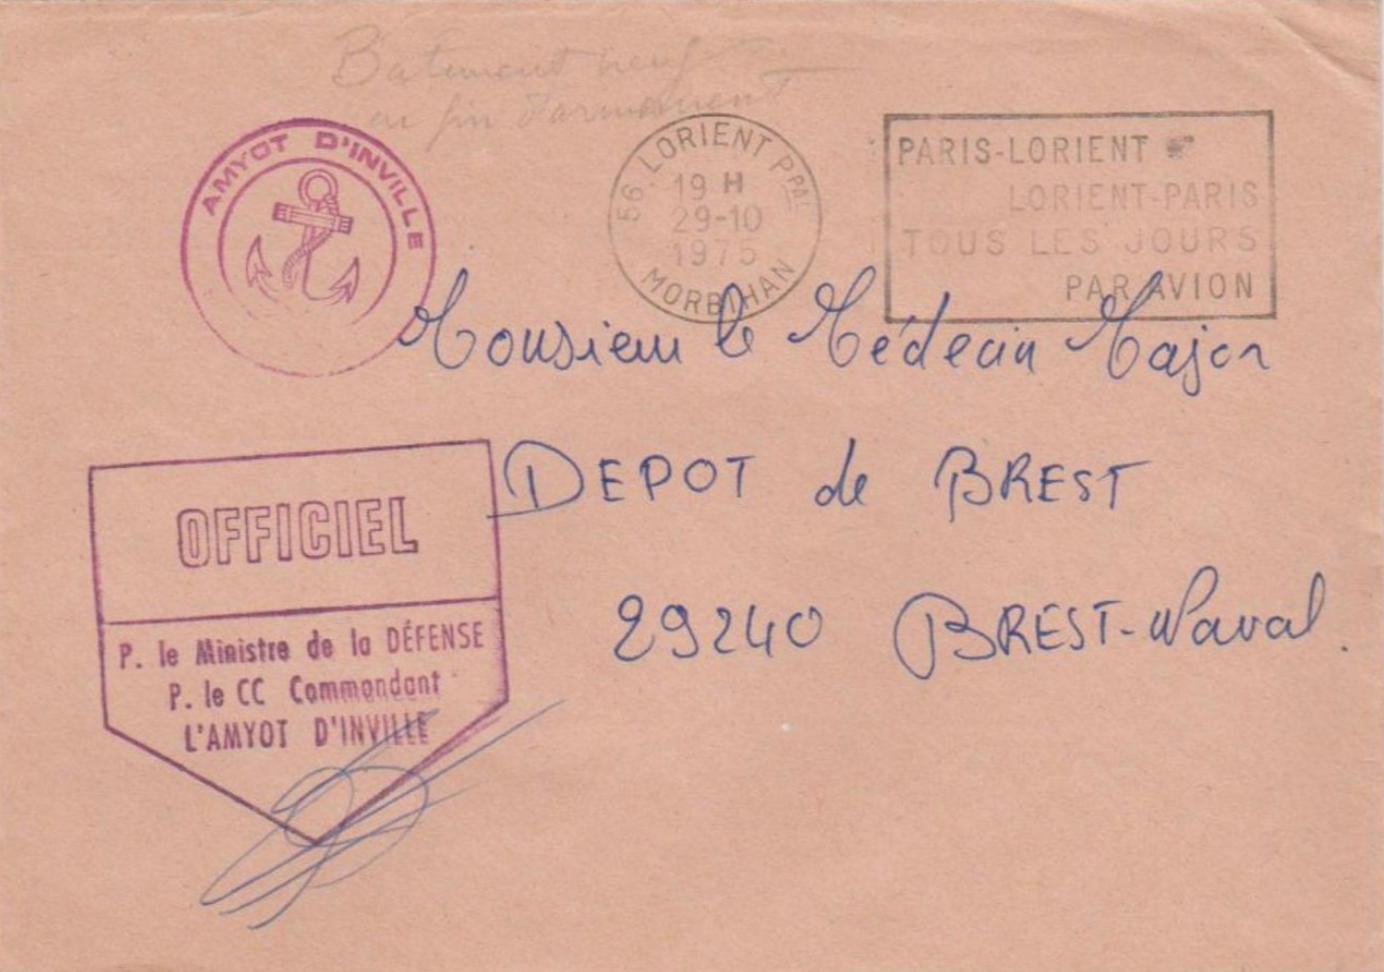 Batiment neuf
en fin d'armement
AMYOT D'INVILLE
56 LORIENT PPAL
19 H
29-10
1975
MORBIHAN
PARIS-LORIENT
LORIENT-PARIS
TOUS LES JOURS
PAR AVION
Monsieur le Médecin Major
DEPOT de BREST
29240 BREST-Naval.
OFFICIEL
P. le Ministre de la DÉFENSE
P. le CC Commandant
L'AMYOT D'INVILLE